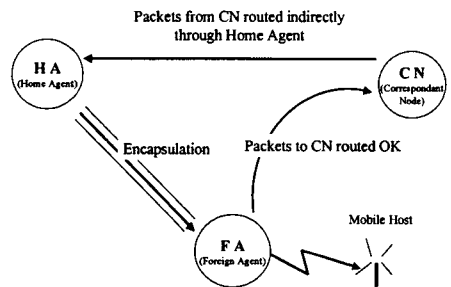 Packets from CN routed indirectly
through Home Agent
H A
(Home Agent)
C N
(Correspondant
Node)
Encapsulation
Packets to CN routed OK
Mobile Host
F A
(Foreign Agent)